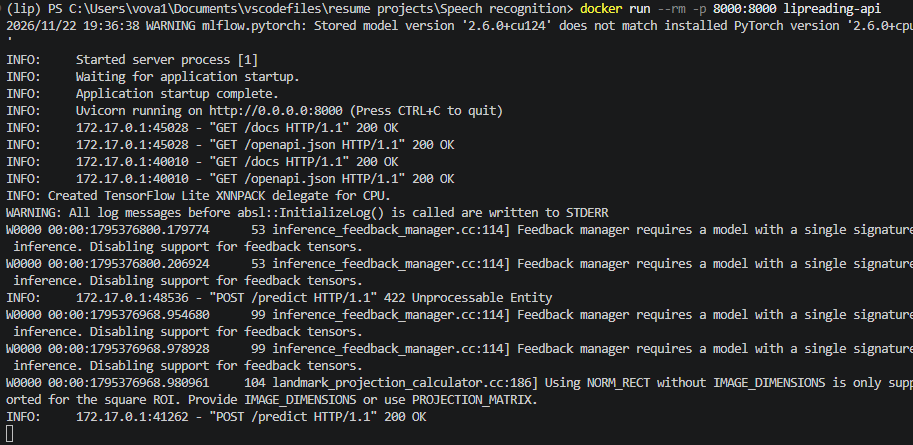 (lip) PS C:\Users\vova1\Documents\vscodefiles\resume projects\Speech recognition> docker run --rm -p 8000:8000 lipreading-api
2026/11/22 19:36:38 WARNING mlflow.pytorch: Stored model version '2.6.0+cu124' does not match installed PyTorch version '2.6.0+cpu
'
INFO:     Started server process [1]
INFO:     Waiting for application startup.
INFO:     Application startup complete.
INFO:     Uvicorn running on http://0.0.0.0:8000 (Press CTRL+C to quit)
INFO:     172.17.0.1:45028 - "GET /docs HTTP/1.1" 200 OK
INFO:     172.17.0.1:45028 - "GET /openapi.json HTTP/1.1" 200 OK
INFO:     172.17.0.1:40010 - "GET /docs HTTP/1.1" 200 OK
INFO:     172.17.0.1:40010 - "GET /openapi.json HTTP/1.1" 200 OK
INFO: Created TensorFlow Lite XNNPACK delegate for CPU.
WARNING: All log messages before absl::InitializeLog() is called are written to STDERR
W0000 00:00:1795376800.179774      53 inference_feedback_manager.cc:114] Feedback manager requires a model with a single signature
 inference. Disabling support for feedback tensors.
W0000 00:00:1795376800.206924      53 inference_feedback_manager.cc:114] Feedback manager requires a model with a single signature
 inference. Disabling support for feedback tensors.
INFO:     172.17.0.1:48536 - "POST /predict HTTP/1.1" 422 Unprocessable Entity
W0000 00:00:1795376968.954680      99 inference_feedback_manager.cc:114] Feedback manager requires a model with a single signature
 inference. Disabling support for feedback tensors.
W0000 00:00:1795376968.978928      99 inference_feedback_manager.cc:114] Feedback manager requires a model with a single signature
 inference. Disabling support for feedback tensors.
W0000 00:00:1795376968.980961     104 landmark_projection_calculator.cc:186] Using NORM_RECT without IMAGE_DIMENSIONS is only supp
orted for the square ROI. Provide IMAGE_DIMENSIONS or use PROJECTION_MATRIX.
INFO:     172.17.0.1:41262 - "POST /predict HTTP/1.1" 200 OK